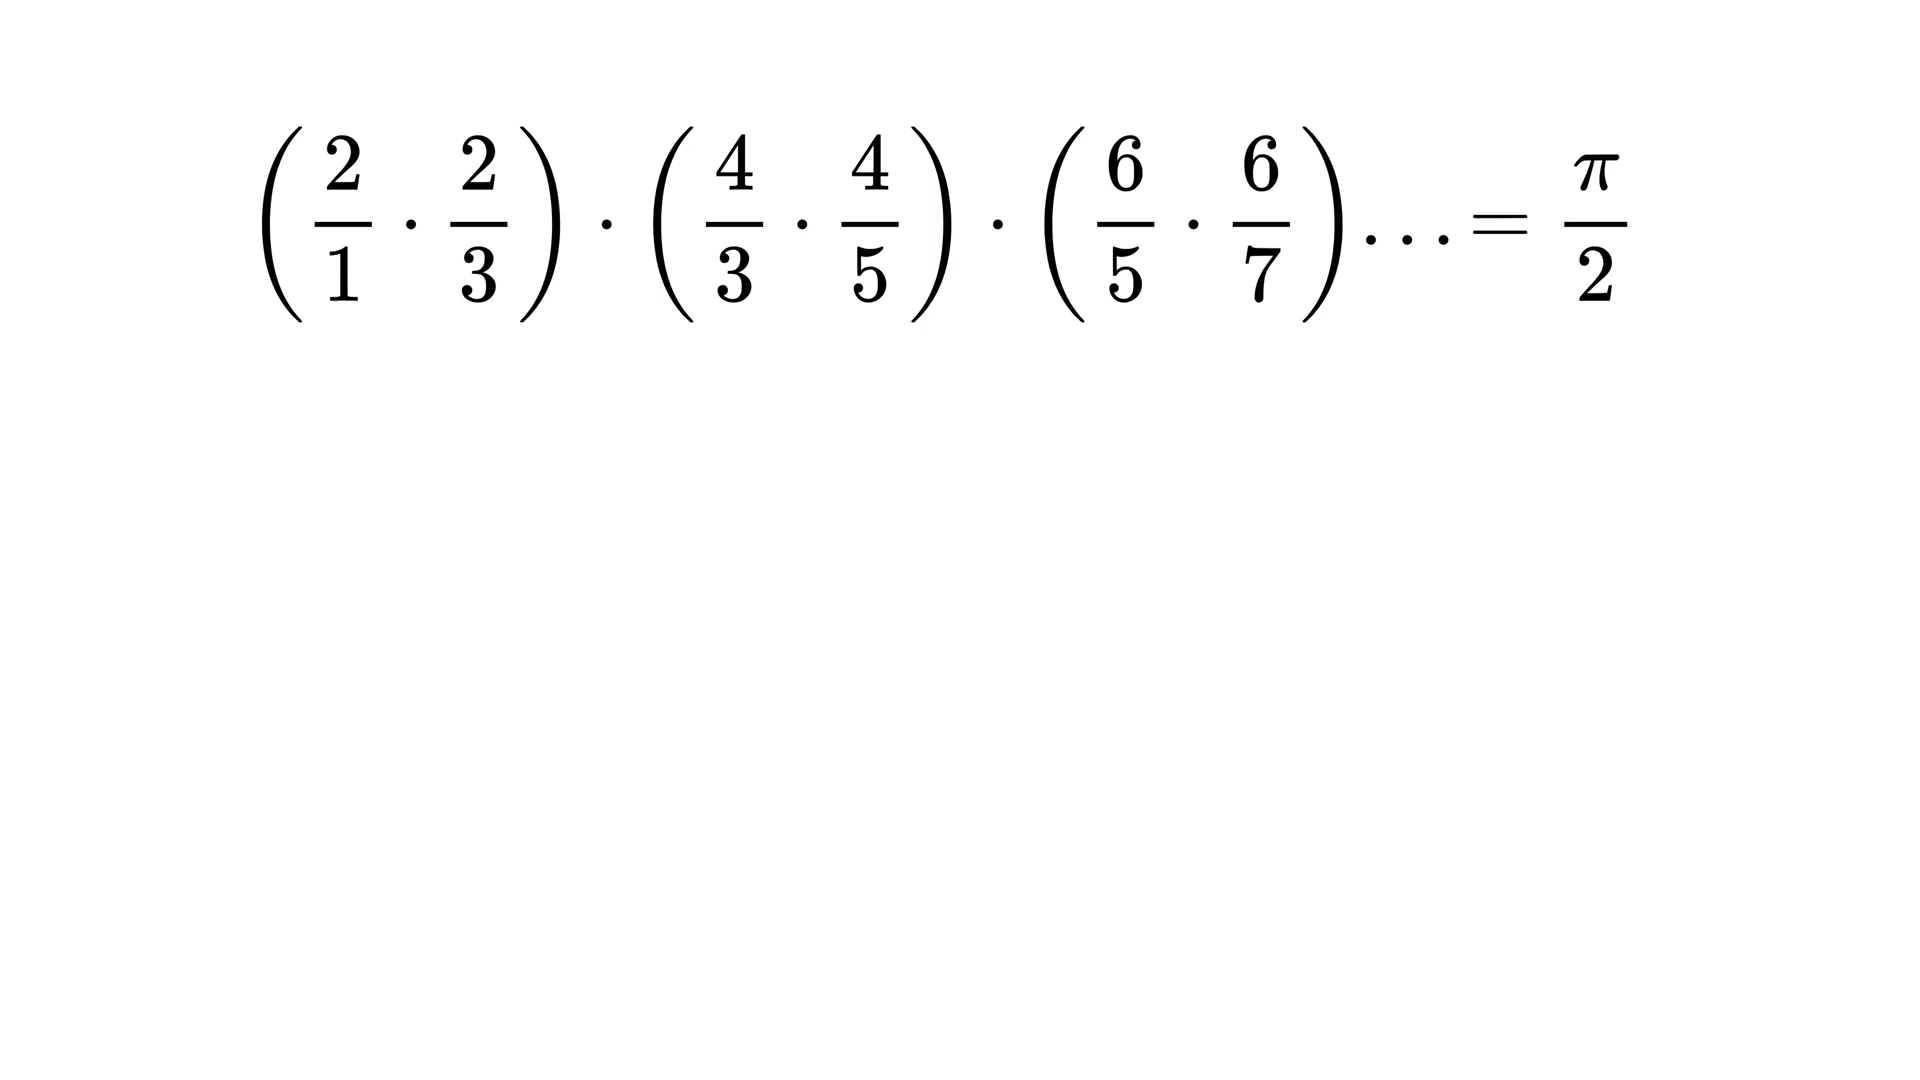 (2/1 · 2/3) · (4/3 · 4/5) · (6/5 · 6/7) ... = π/2